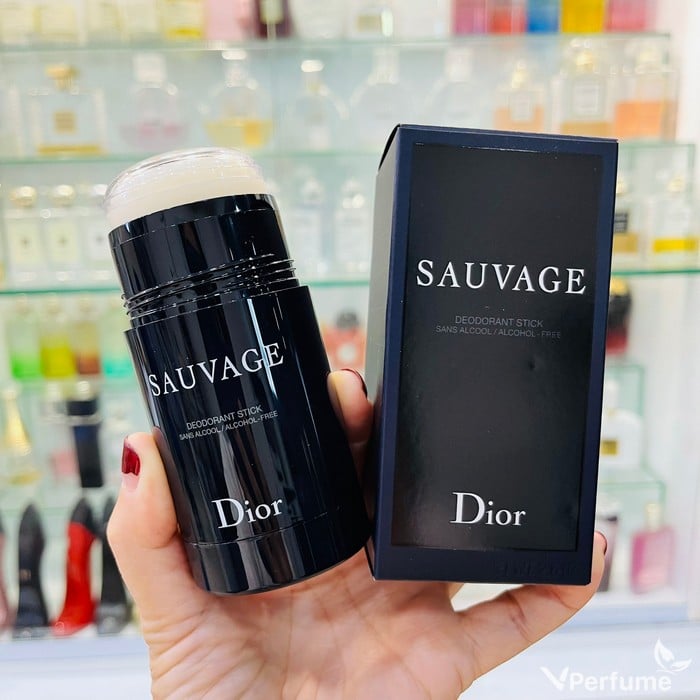 SAUVAGE
DEODORANT STICK
SANS ALCOOL / ALCOHOL-FREE
Dior
SAUVAGE
DEODORANT STICK
SANS ALCOOL / ALCOHOL-FREE
Dior
VPerfume